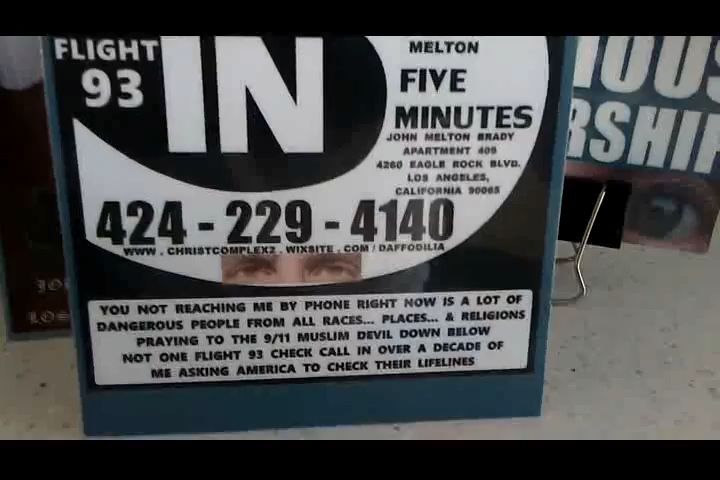 FLIGHT
93
IN
MELTON
FIVE
MINUTES
JOHN MELTON BRADY
APARTMENT 409
4260 EAGLE ROCK BLVD.
LOS ANGELES,
CALIFORNIA 90065
424 - 229 - 4140
WWW . CHRISTCOMPLEX2 . WIXSITE . COM / DAFFODILIA
YOU NOT REACHING ME BY PHONE RIGHT NOW IS A LOT OF
DANGEROUS PEOPLE FROM ALL RACES... PLACES... & RELIGIONS
PRAYING TO THE 9/11 MUSLIM DEVIL DOWN BELOW
NOT ONE FLIGHT 93 CHECK CALL IN OVER A DECADE OF
ME ASKING AMERICA TO CHECK THEIR LIFELINES
LOS